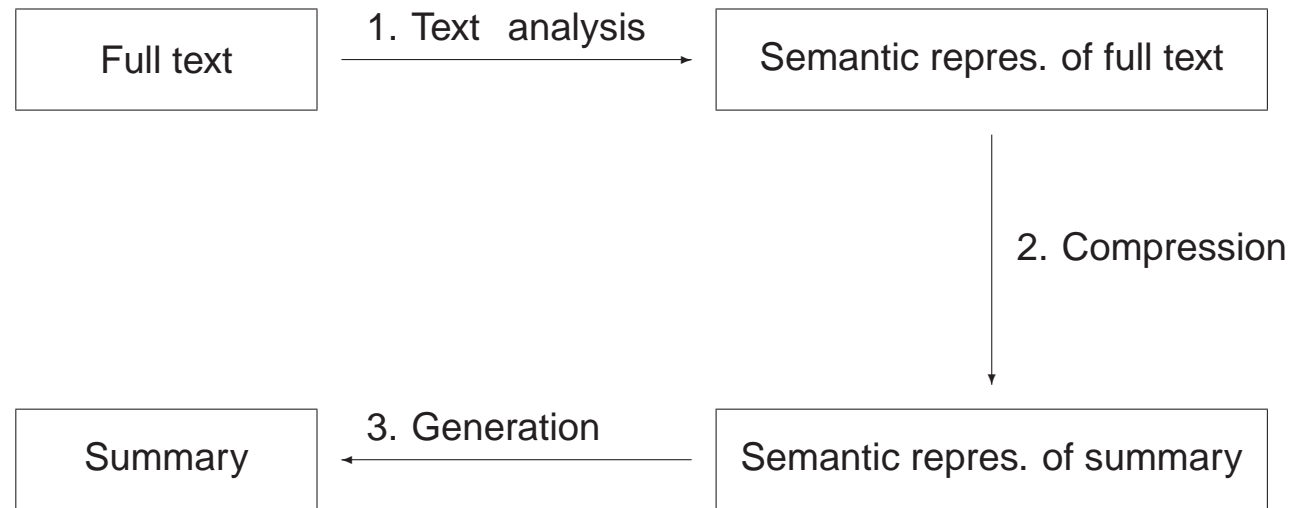 1. Text analysis
Full text
Semantic repres. of full text
2. Compression
3. Generation
Summary
Semantic repres. of summary